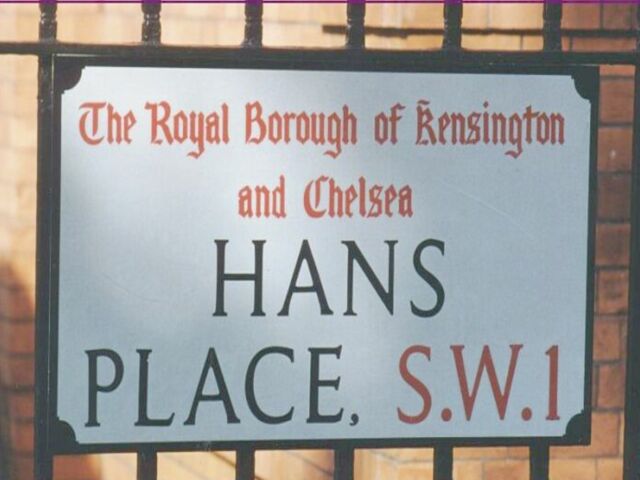 The Royal Borough of Kensington
and Chelsea
HANS
PLACE, S.W.1